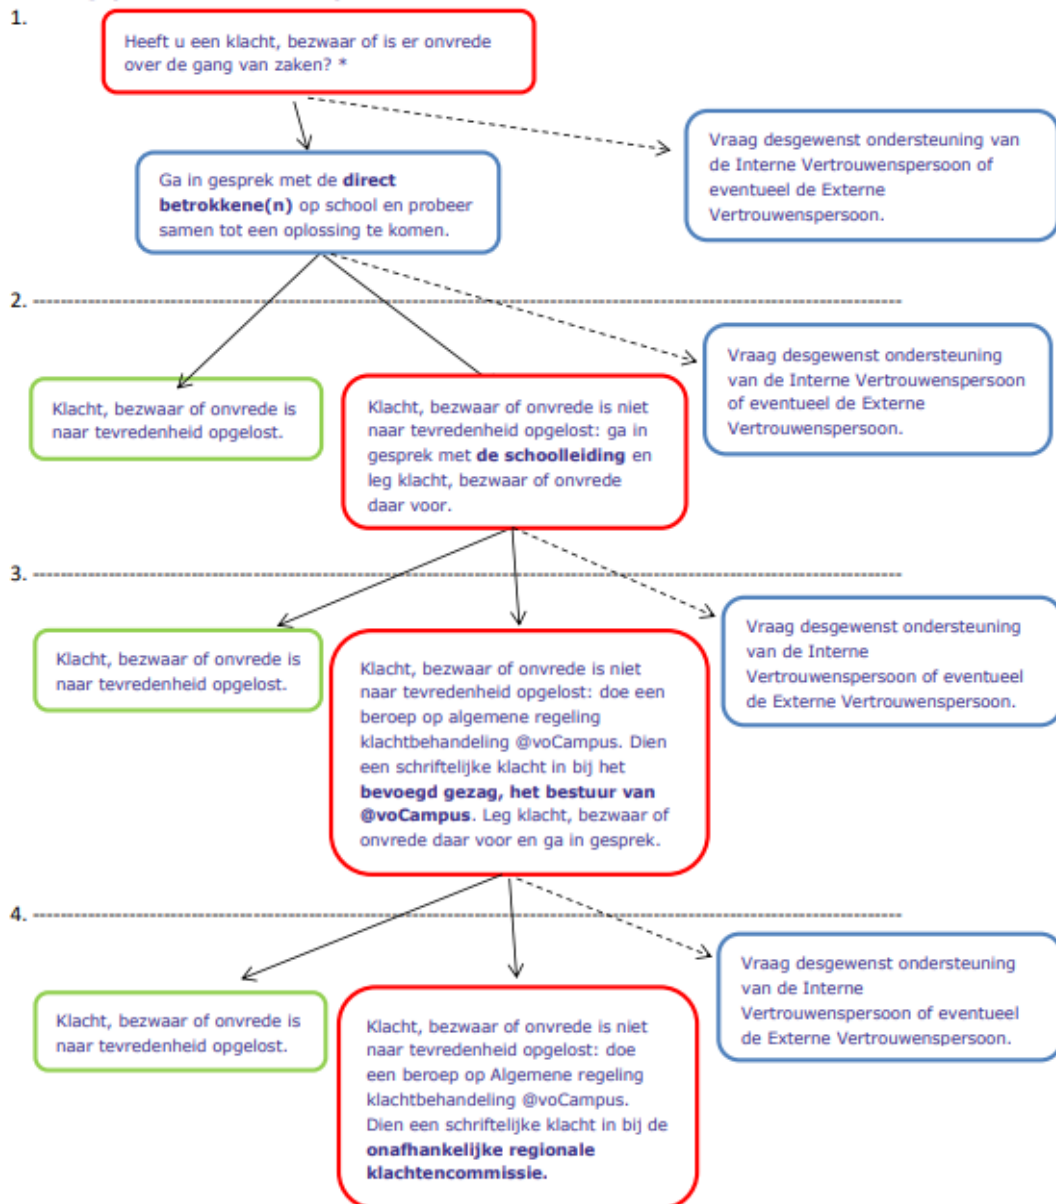 1.
Heeft u een klacht, bezwaar of is er onvrede
over de gang van zaken? *
Vraag desgewenst ondersteuning van
de Interne Vertrouwenspersoon of
eventueel de Externe
Vertrouwenspersoon.
Ga in gesprek met de direct
betrokkene(n) op school en probeer
samen tot een oplossing te komen.
2.
Vraag desgewenst ondersteuning
van de Interne Vertrouwenspersoon
of eventueel de Externe
Vertrouwenspersoon.
Klacht, bezwaar of onvrede is
naar tevredenheid opgelost.
Klacht, bezwaar of onvrede is niet
naar tevredenheid opgelost: ga in
gesprek met de schoolleiding en
leg klacht, bezwaar of onvrede
daar voor.
3.
Vraag desgewenst ondersteuning
van de Interne
Vertrouwenspersoon of eventueel
de Externe Vertrouwenspersoon.
Klacht, bezwaar of onvrede is
naar tevredenheid opgelost.
Klacht, bezwaar of onvrede is niet
naar tevredenheid opgelost: doe een
beroep op algemene regeling
klachtbehandeling @voCampus. Dien
een schriftelijke klacht in bij het
bevoegd gezag, het bestuur van
@voCampus. Leg klacht, bezwaar of
onvrede daar voor en ga in gesprek.
4.
Vraag desgewenst ondersteuning
van de Interne
Vertrouwenspersoon of eventueel
de Externe Vertrouwenspersoon.
Klacht, bezwaar of onvrede is
naar tevredenheid opgelost.
Klacht, bezwaar of onvrede is niet
naar tevredenheid opgelost: doe
een beroep op Algemene regeling
klachtbehandeling @voCampus.
Dien een schriftelijke klacht in bij de
onafhankelijke regionale
klachtencommissie.